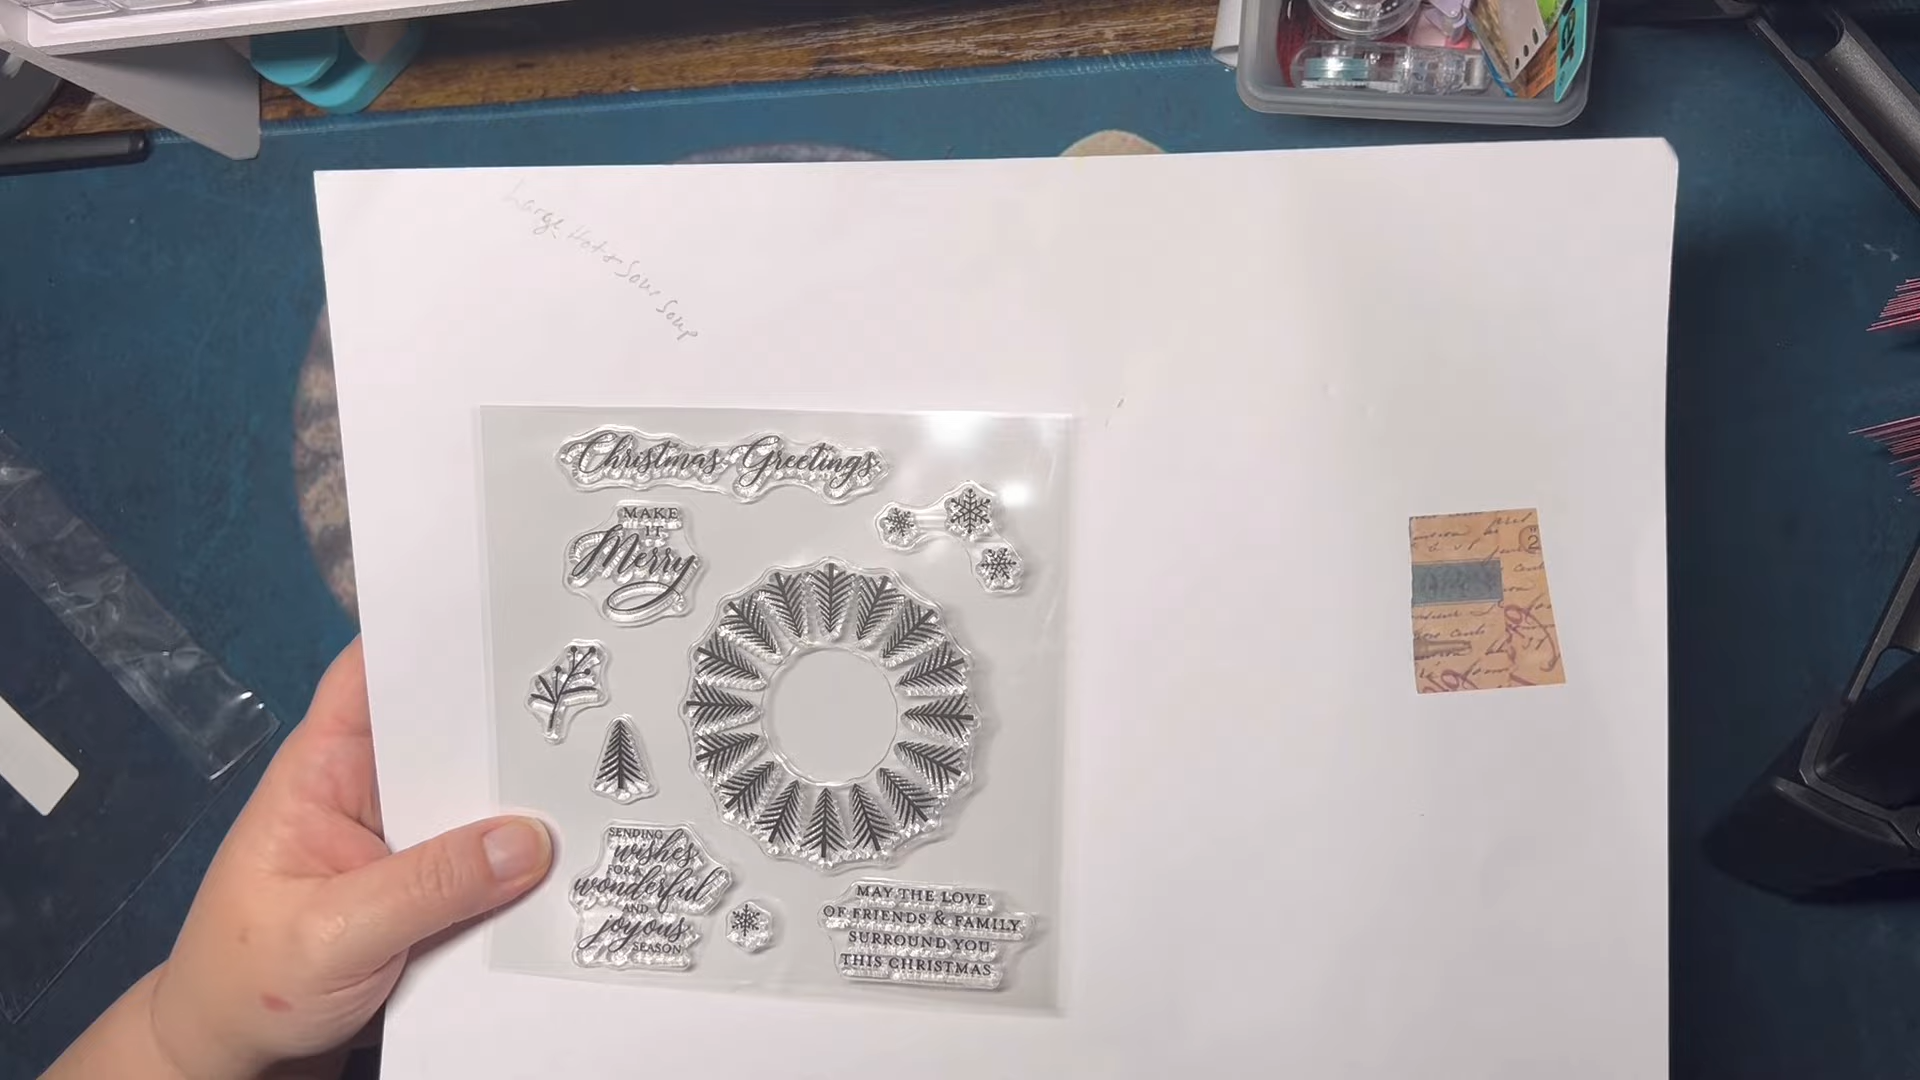 Large Hot & Sour Soup
Christmas Greetings
MAKE
IT
Merry
SENDING
wishes
FOR A
wonderful
AND
joyous
SEASON
MAY THE LOVE
OF FRIENDS & FAMILY
SURROUND YOU
THIS CHRISTMAS